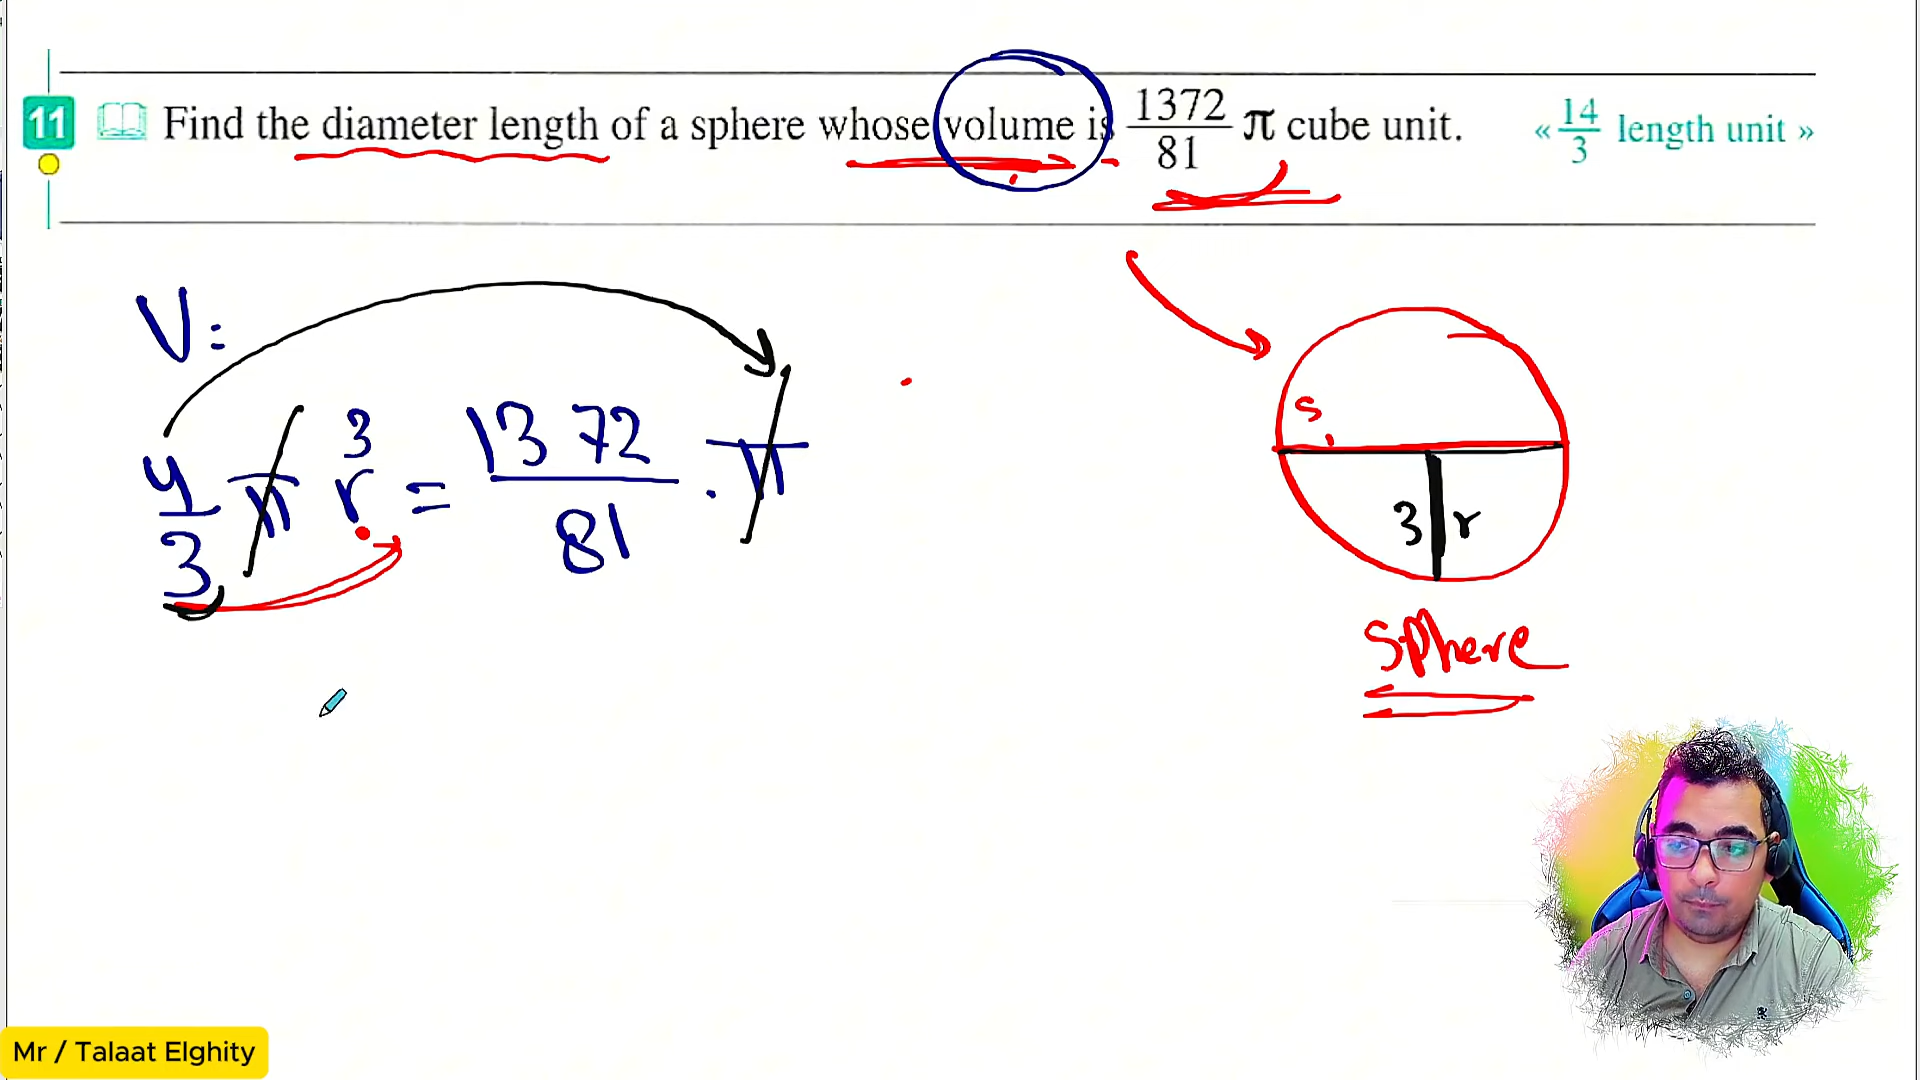 11 Find the diameter length of a sphere whose volume is 1372/81 π cube unit. « 14/3 length unit »
V:
4/3 π r³ = 1372/81 . π
S
3 r
Sphere
Mr / Talaat Elghity